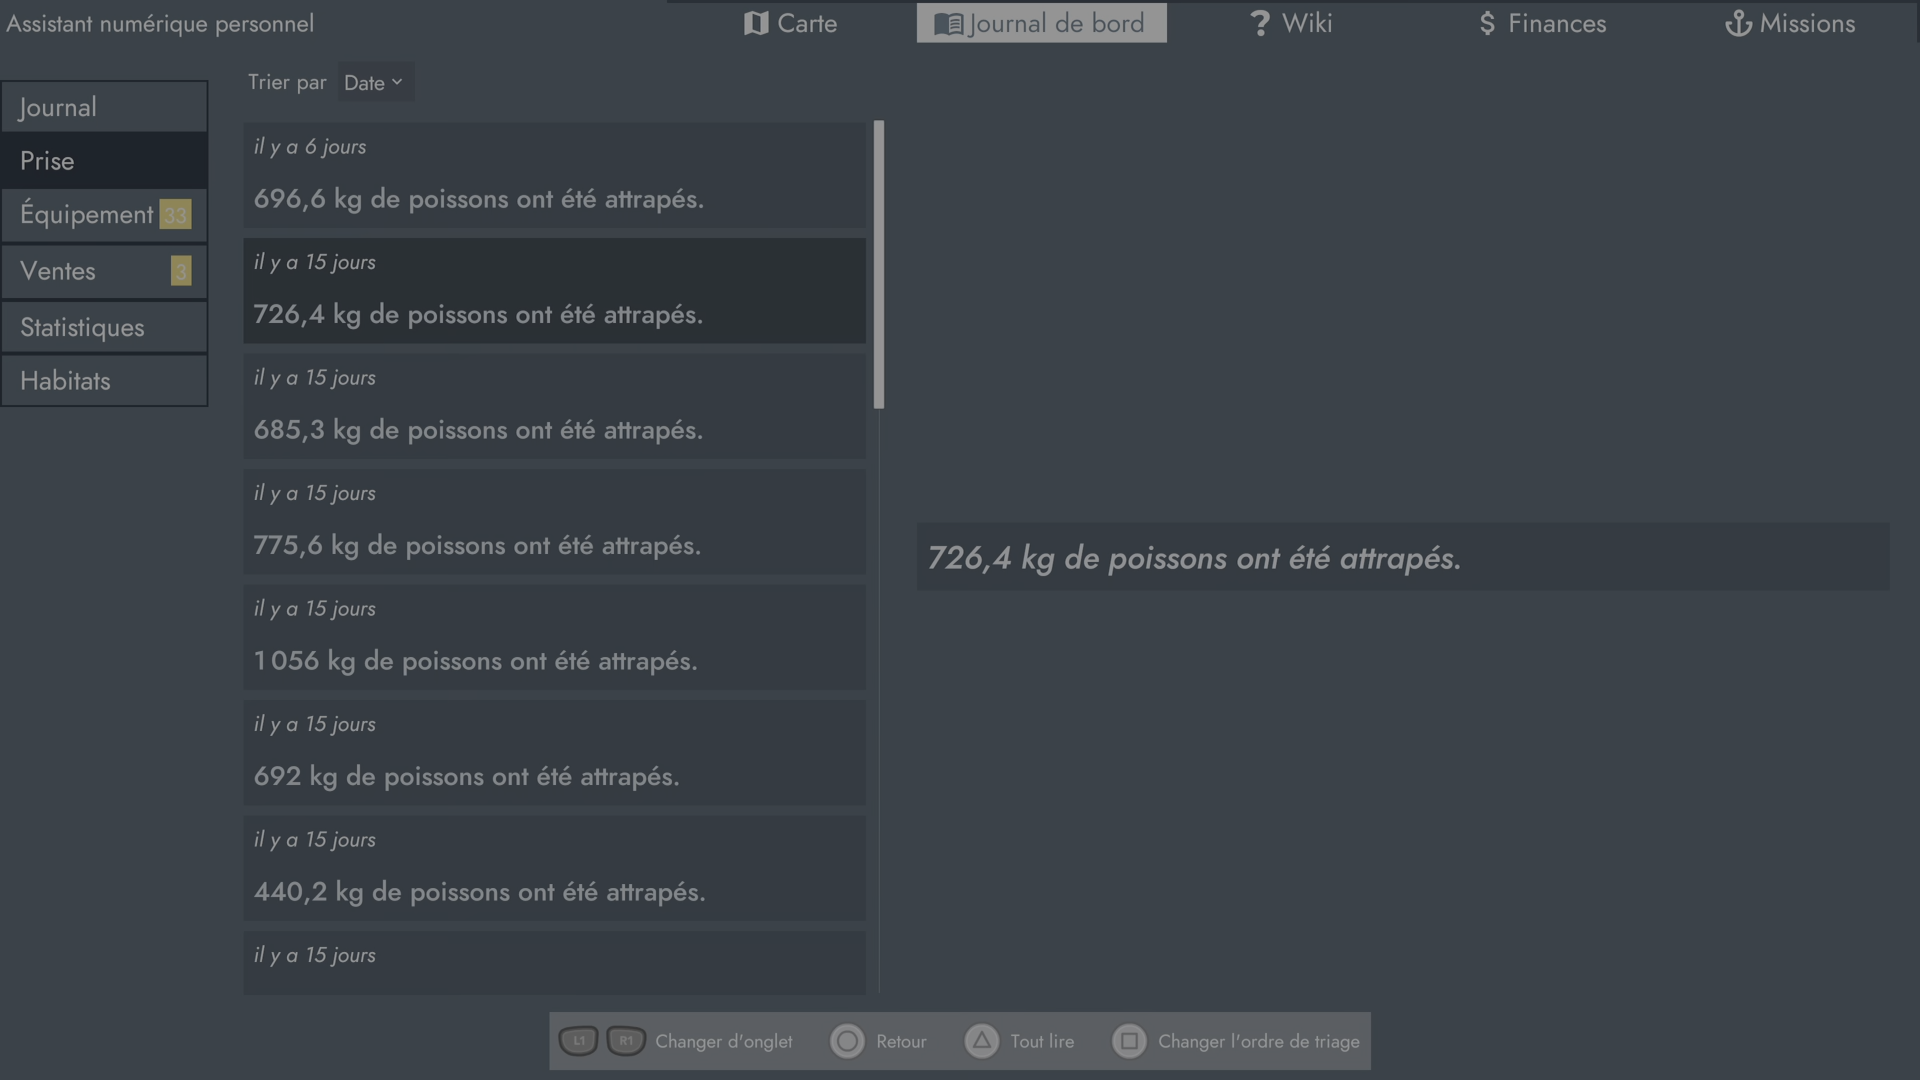 Assistant numérique personnel
Carte
Journal de bord
? Wiki
$ Finances
Missions
Journal
Prise
Équipement 33
Ventes 3
Statistiques
Habitats
Trier par Date
il y a 6 jours
696,6 kg de poissons ont été attrapés.
il y a 15 jours
726,4 kg de poissons ont été attrapés.
il y a 15 jours
685,3 kg de poissons ont été attrapés.
il y a 15 jours
775,6 kg de poissons ont été attrapés.
il y a 15 jours
1 056 kg de poissons ont été attrapés.
il y a 15 jours
692 kg de poissons ont été attrapés.
il y a 15 jours
440,2 kg de poissons ont été attrapés.
il y a 15 jours
726,4 kg de poissons ont été attrapés.
L1 R1 Changer d'onglet
Retour
Tout lire
Changer l'ordre de triage